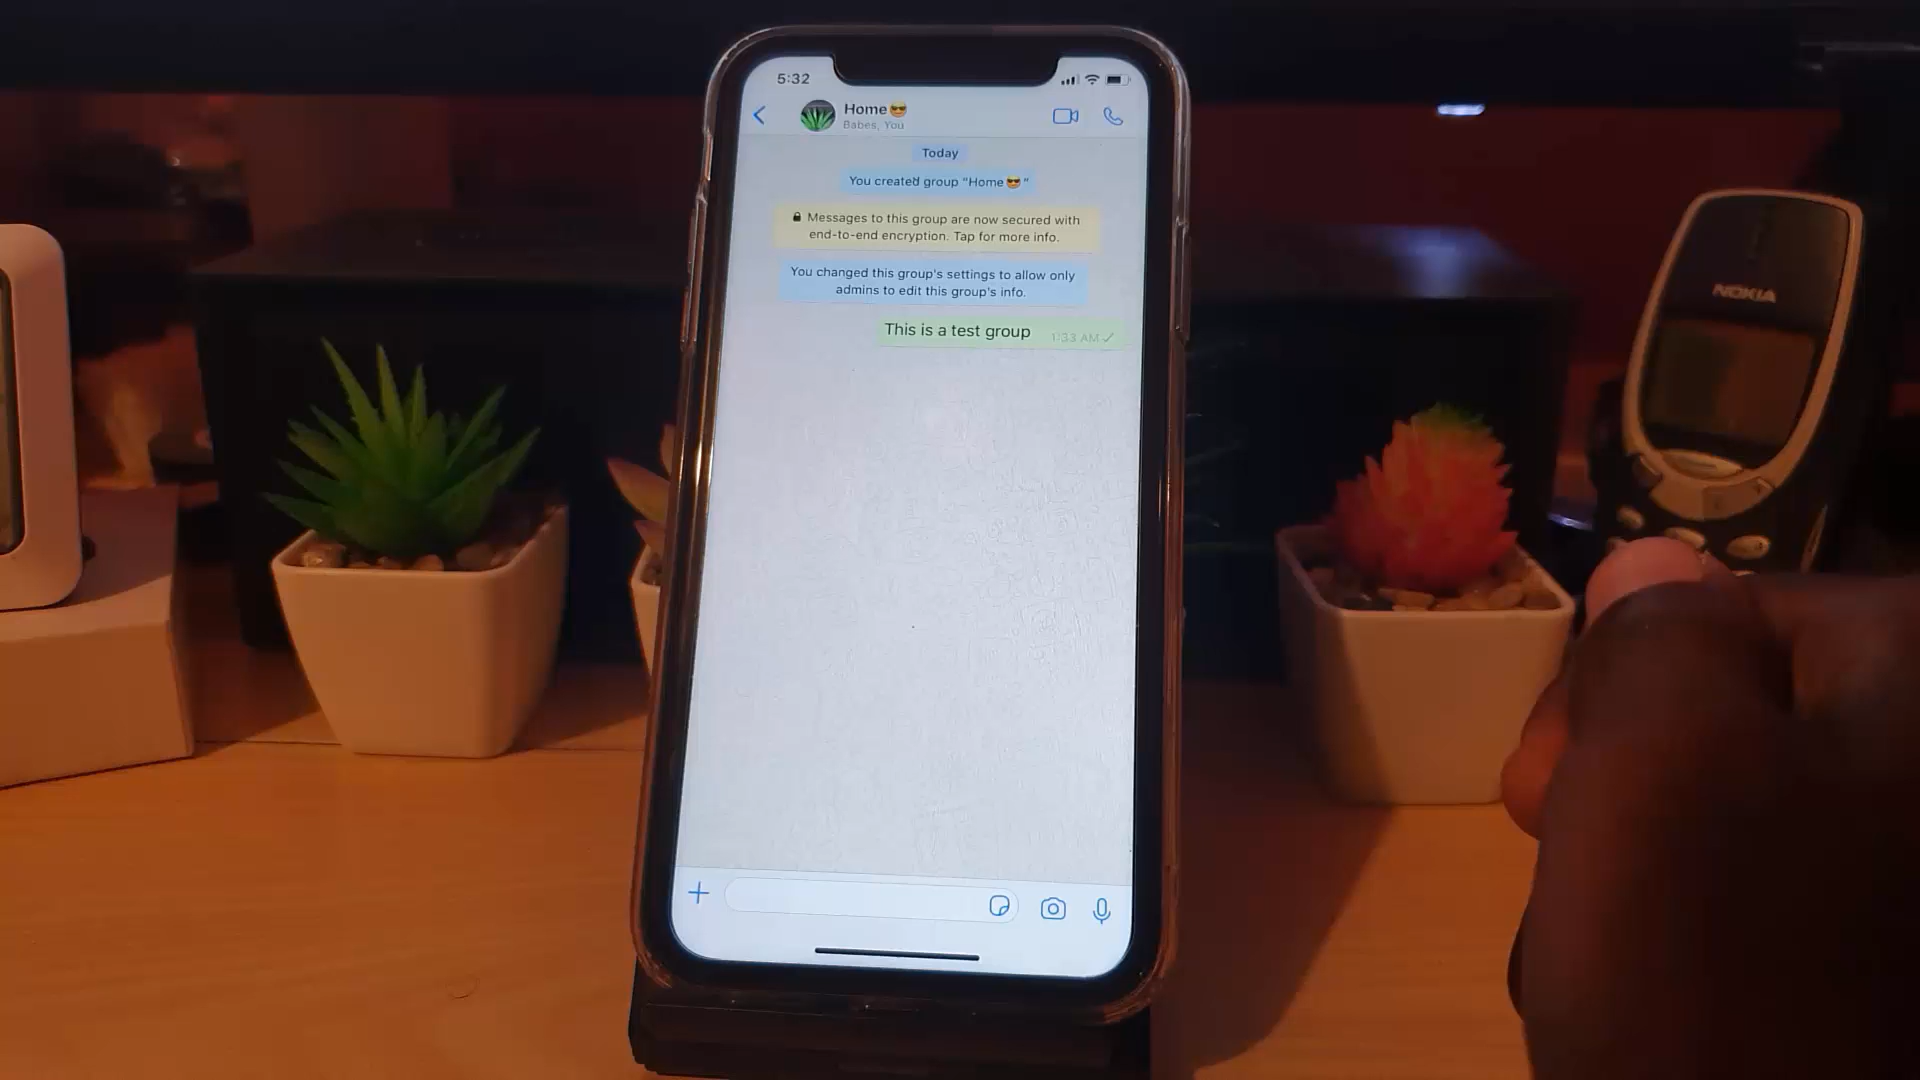 5:32
Home😎
Babes, You
Today
You created group "Home😎"
🔒 Messages to this group are now secured with
end-to-end encryption. Tap for more info.
You changed this group's settings to allow only
admins to edit this group's info.
This is a test group 1:33 AM ✓
NOKIA